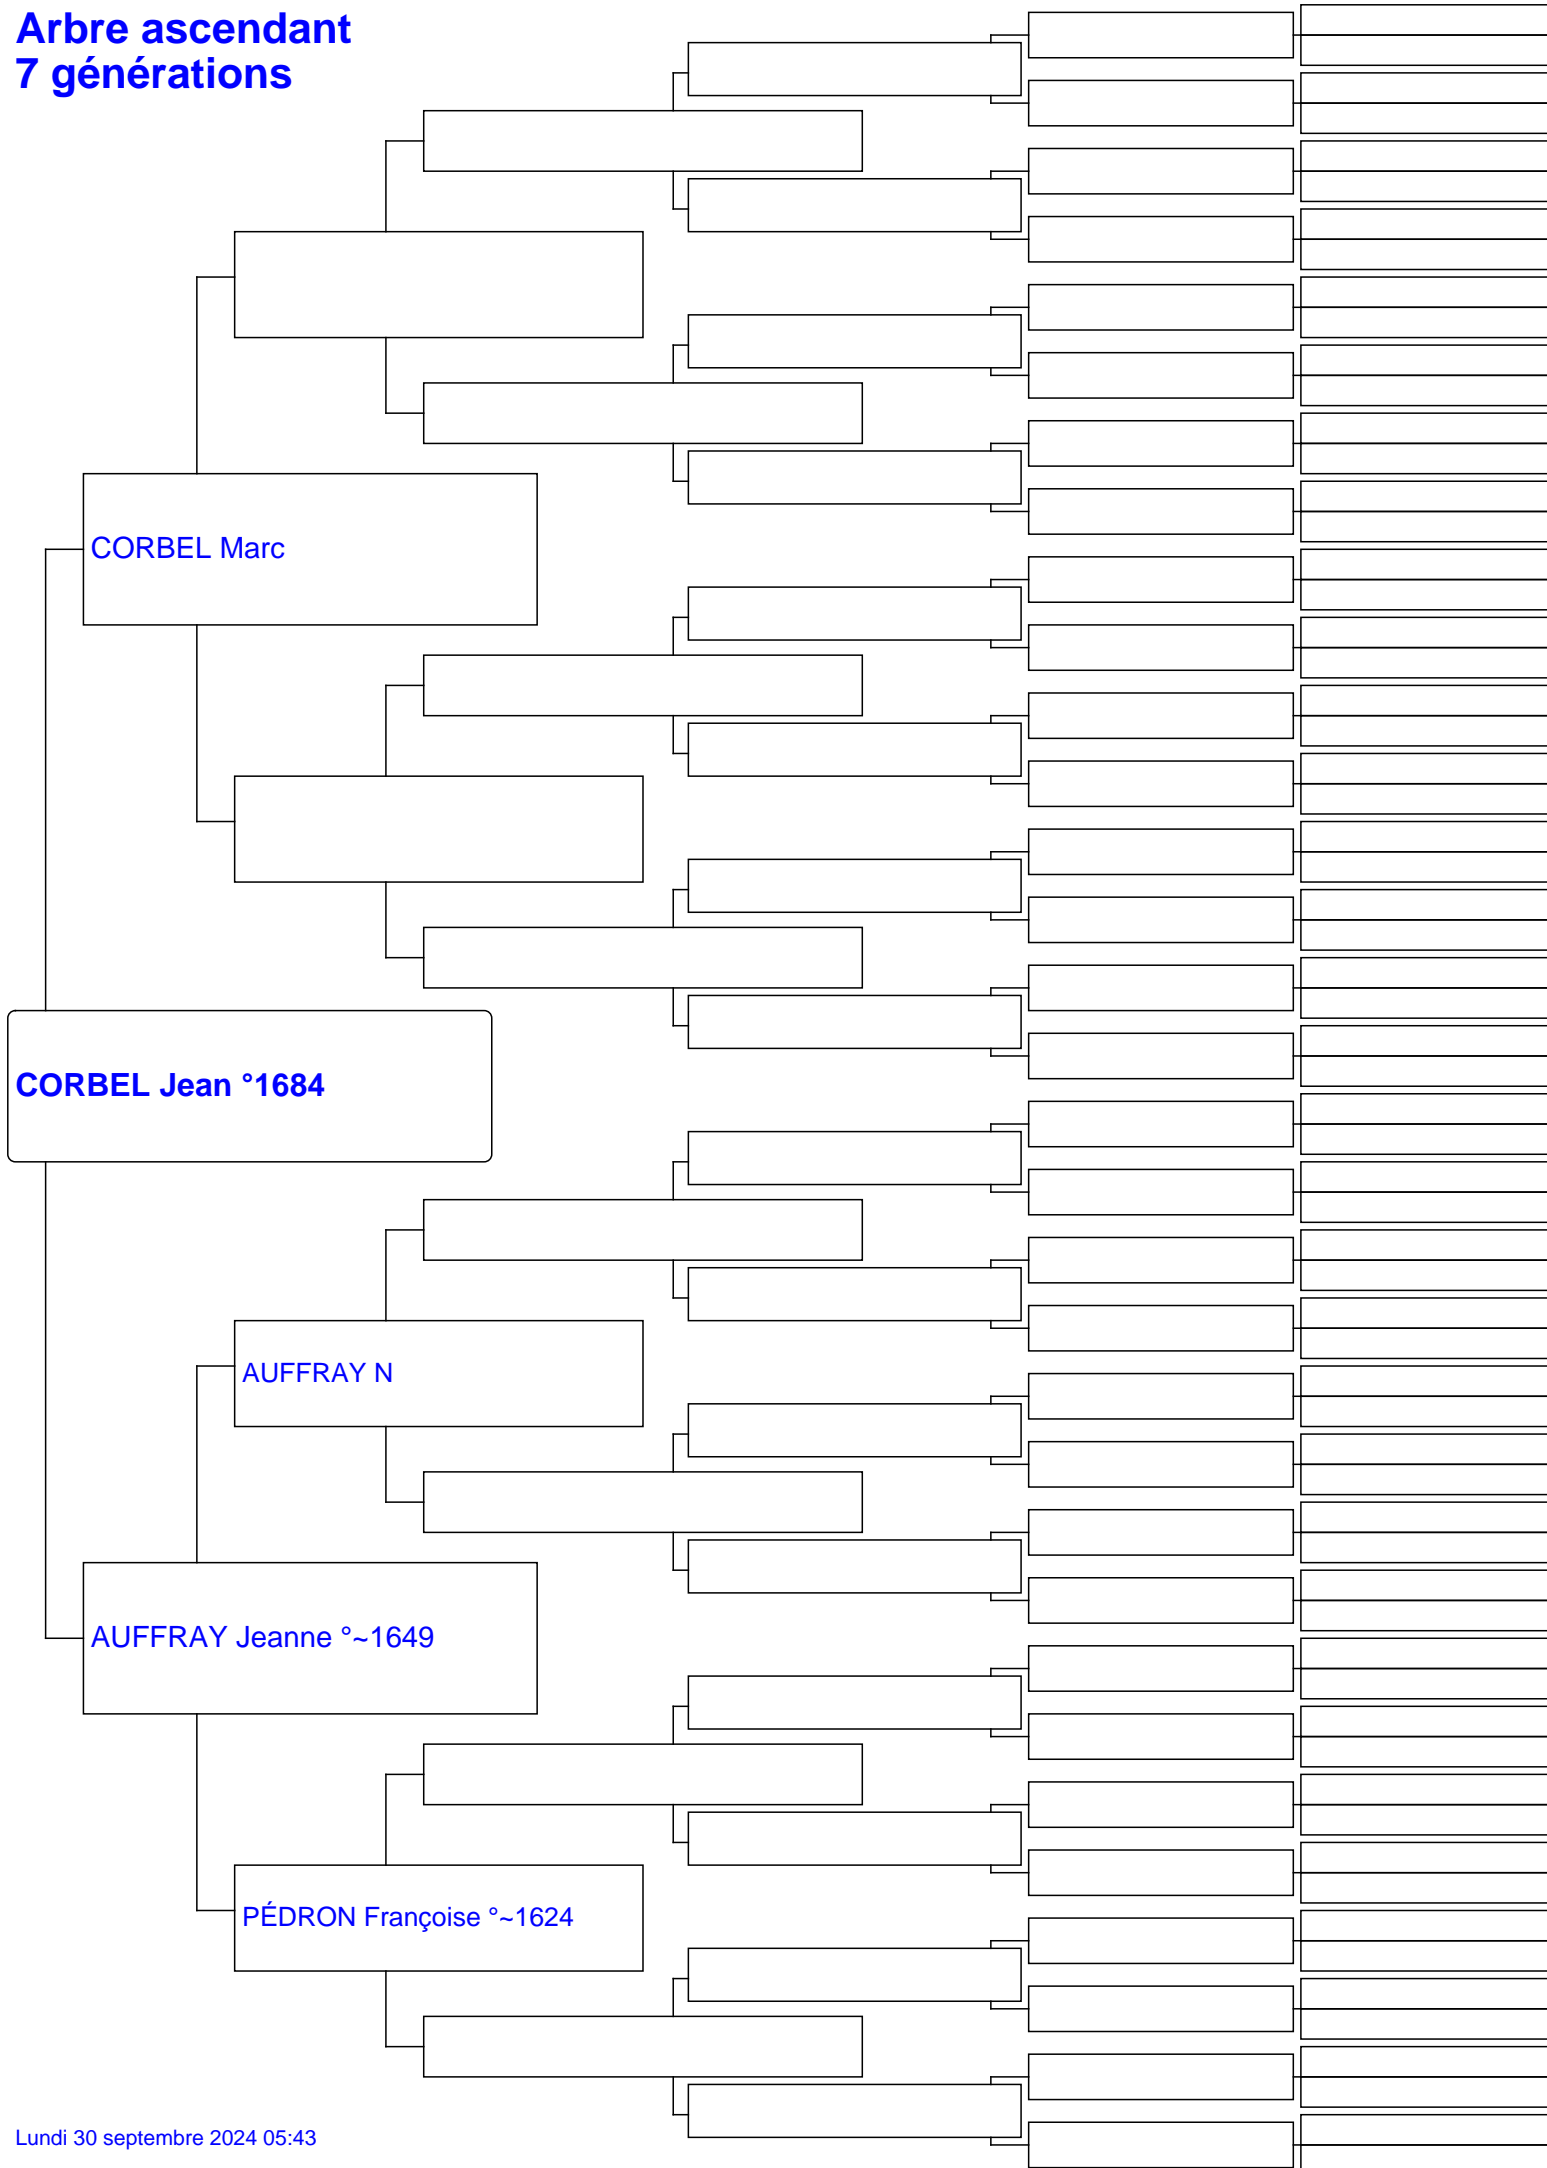 Arbre ascendant
7 générations
CORBEL Marc
CORBEL Jean °1684
AUFFRAY N
AUFFRAY Jeanne °~1649
PÉDRON Françoise °~1624
Lundi 30 septembre 2024 05:43